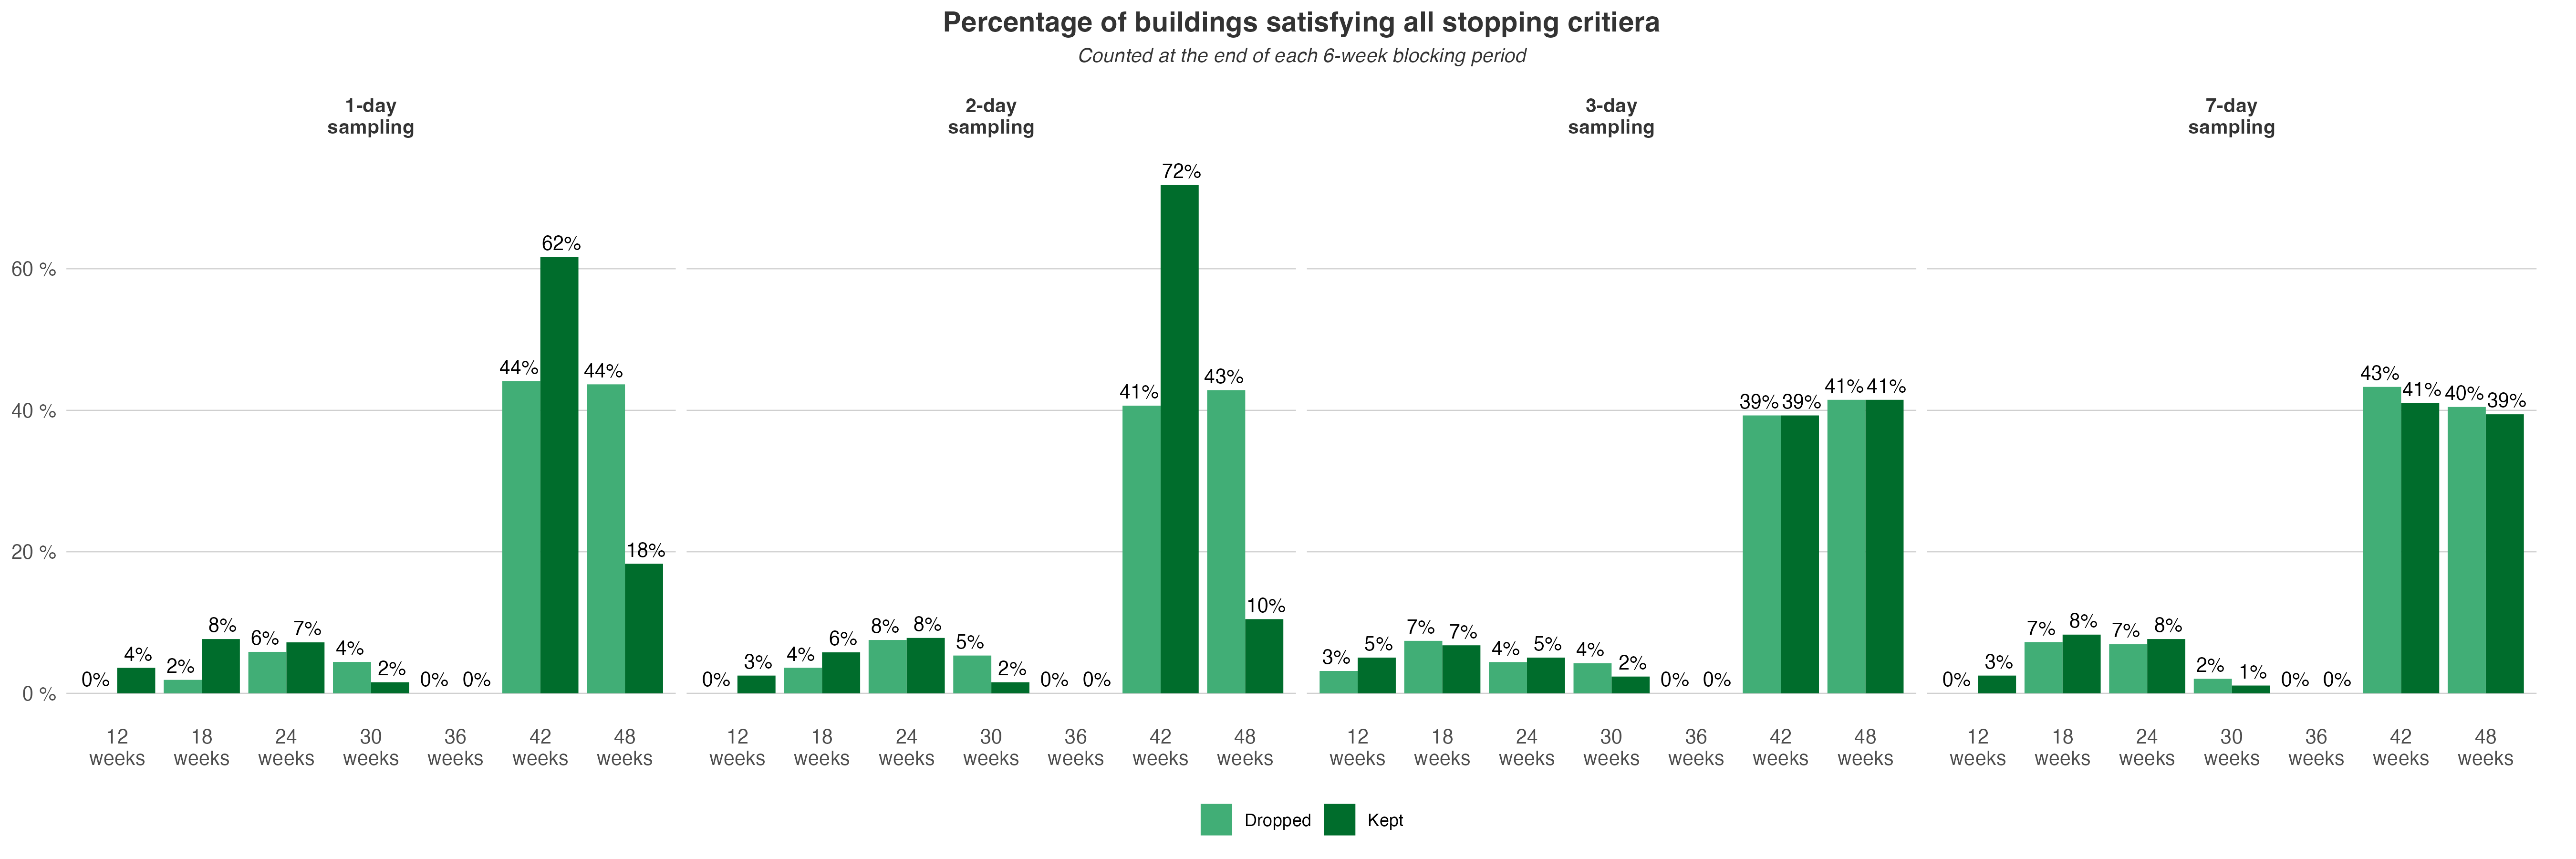 Percentage of buildings satisfying all stopping critiera
Counted at the end of each 6-week blocking period
1-day
sampling
2-day
sampling
3-day
sampling
7-day
sampling
60 %
40 %
20 %
0 %
0% 4% 2% 8% 6% 7% 4% 2% 0% 0% 44% 62% 44% 18%
0% 3% 4% 6% 8% 8% 5% 2% 0% 0% 41% 72% 43% 10%
3% 5% 7% 7% 4% 5% 4% 2% 0% 0% 39% 39% 41% 41%
0% 3% 7% 8% 7% 8% 2% 1% 0% 0% 43% 41% 40% 39%
12 18 24 30 36 42 48
weeks weeks weeks weeks weeks weeks weeks
12 18 24 30 36 42 48
weeks weeks weeks weeks weeks weeks weeks
12 18 24 30 36 42 48
weeks weeks weeks weeks weeks weeks weeks
12 18 24 30 36 42 48
weeks weeks weeks weeks weeks weeks weeks
Dropped Kept